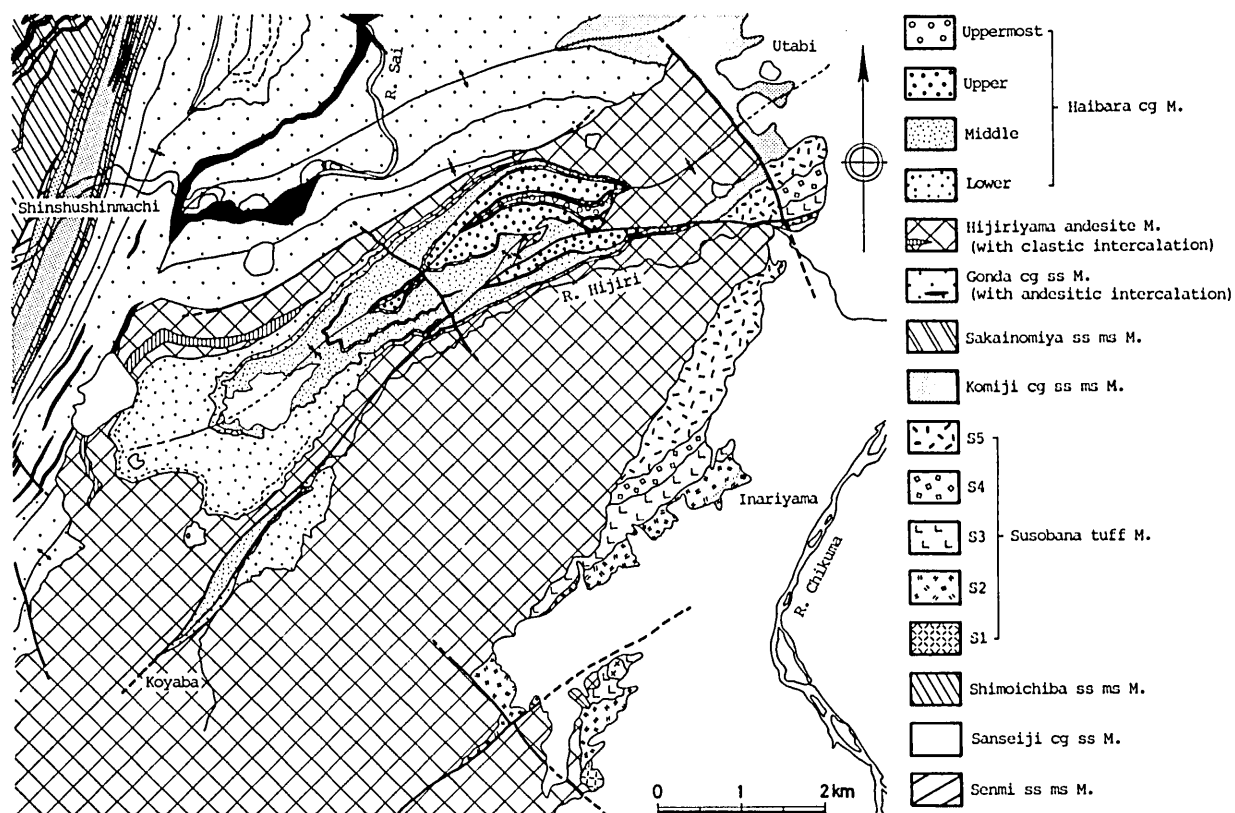 Utabi
R. Sai
Shinshushinmachi
R. Hijiri
Inariyama
R. Chikuma
Koyaba
0 1 2 km
Uppermost
Upper
Middle
Lower
Haibara cg M.
Hijiriyama andesite M.
(with clastic intercalation)
Gonda cg ss M.
(with andesitic intercalation)
Sakainomiya ss ms M.
Komiji cg ss ms M.
S5
S4
S3
S2
S1
Susobana tuff M.
Shimoichiba ss ms M.
Sanseiji cg ss M.
Senmi ss ms M.